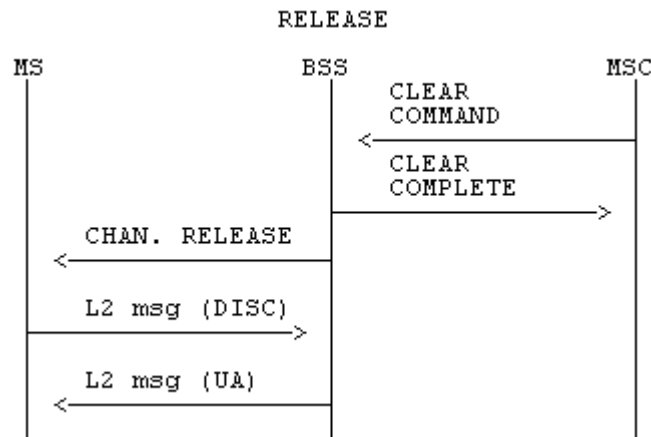 RELEASE
MS BSS MSC
CLEAR
COMMAND
CLEAR
COMPLETE
CHAN. RELEASE
L2 msg (DISC)
L2 msg (UA)